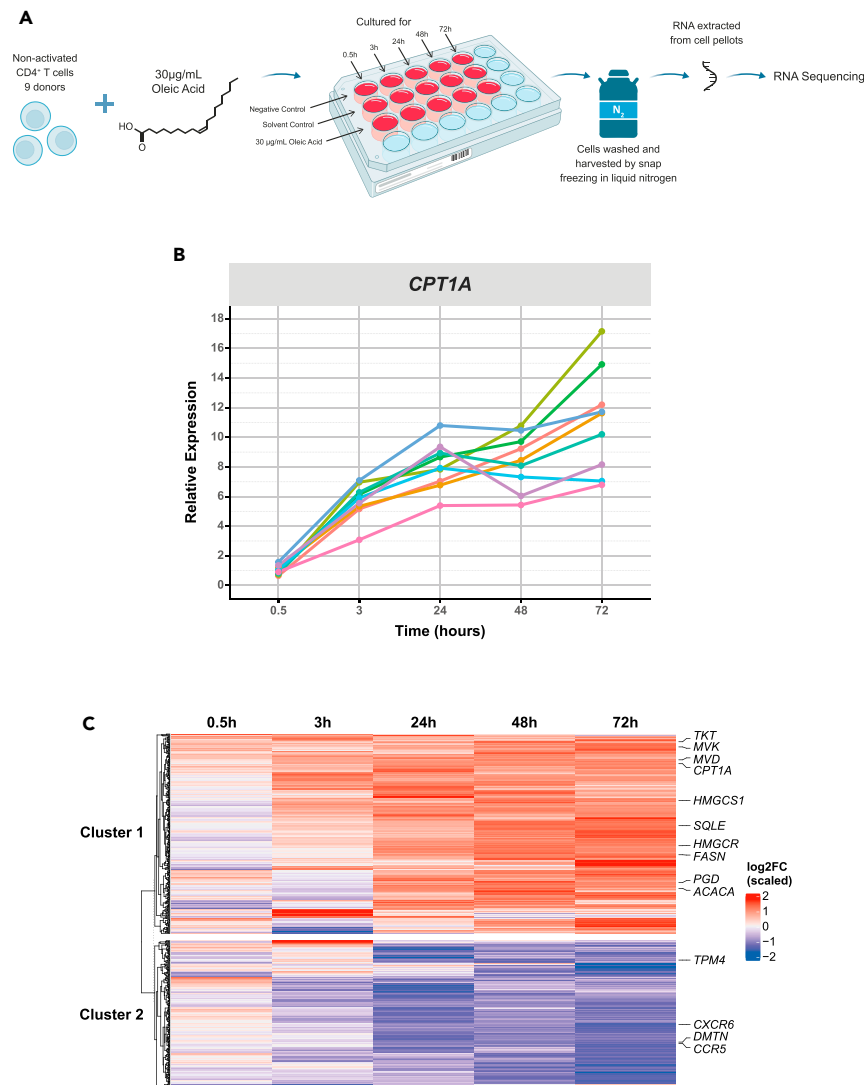 A
Non-activated
CD4⁺ T cells
9 donors
30µg/mL
Oleic Acid
HO
O
Cultured for
0.5h
3h
24h
48h
72h
Negative Control
Solvent Control
30 µg/mL Oleic Acid
N₂
Cells washed and
harvested by snap
freezing in liquid nitrogen
RNA extracted
from cell pellots
RNA Sequencing
B
CPT1A
Relative Expression
18
16
14
12
10
8
6
4
2
0
0.5
3
24
48
72
Time (hours)
C
0.5h
3h
24h
48h
72h
Cluster 1
Cluster 2
TKT
MVK
MVD
CPT1A
HMGCS1
SQLE
HMGCR
FASN
PGD
ACACA
TPM4
CXCR6
DMTN
CCR5
log2FC
(scaled)
2
1
0
−1
−2